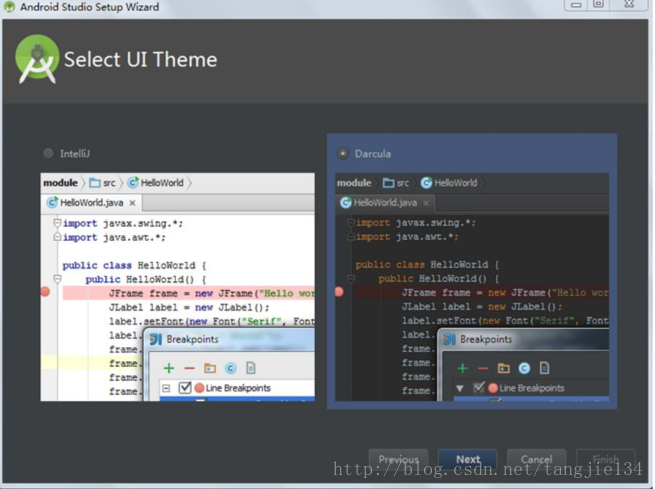 Android Studio Setup Wizard
Select UI Theme
IntelliJ
module src HelloWorld
HelloWorld.java ×
import javax.swing.*;
import java.awt.*;
public class HelloWorld {
public HelloWorld() {
JFrame frame = new JFrame("Hello wor
JLabel label = new JLabel();
label.setFont(new Font("Serif", Font
label.
frame.
frame.
frame.
Breakpoints
Line Breakpoints
Darcula
module src HelloWorld
HelloWorld.java ×
import javax.swing.*;
import java.awt.*;
public class HelloWorld {
public HelloWorld() {
JFrame frame = new JFrame("Hello wor
JLabel label = new JLabel();
label.setFont(new Font("Serif", Font
label.
frame.
frame.
frame.
Breakpoints
Line Breakpoints
Previous Next Cancel Finish
http://blog.csdn.net/tangjie134